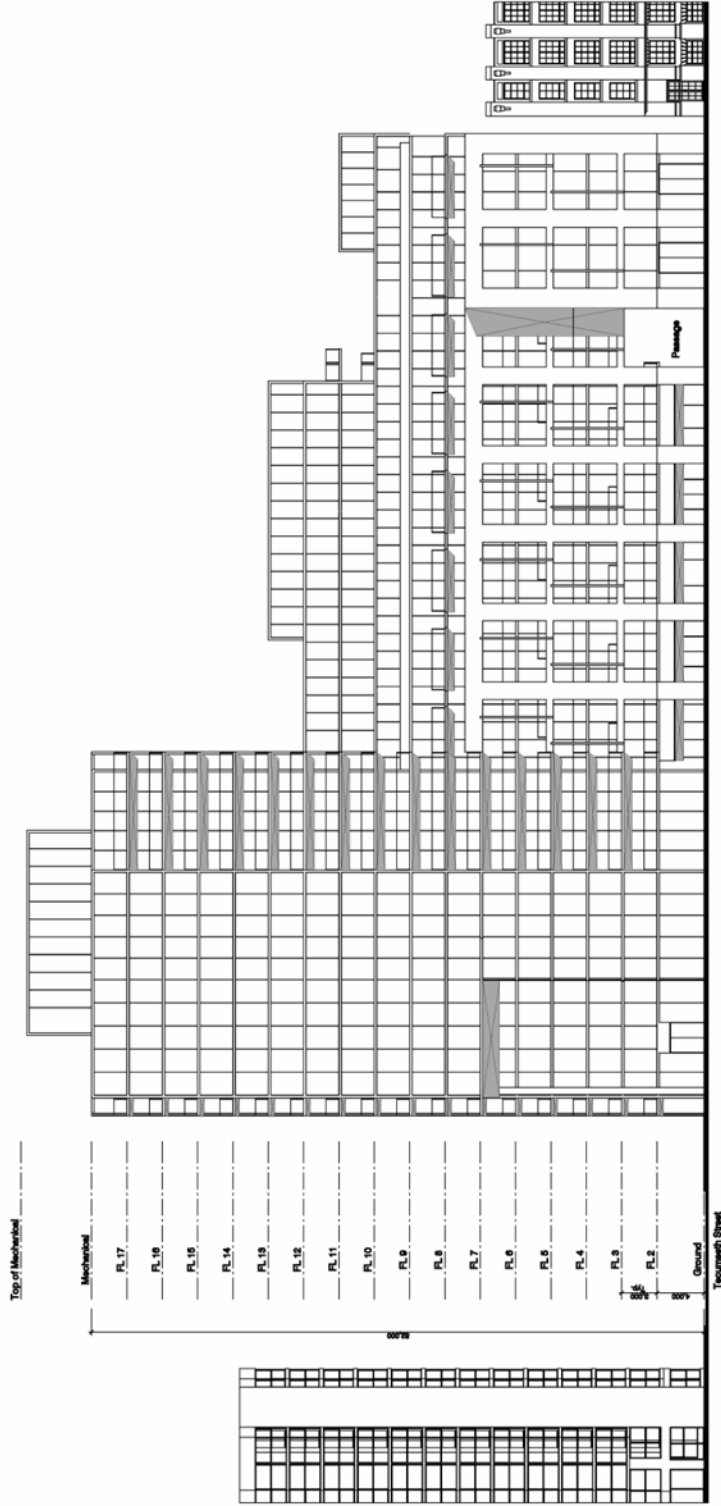 Top of Mechanical
Mechanical
FL 17
FL 16
FL 15
FL 14
FL 13
FL 12
FL 11
FL 10
FL 9
FL 8
FL 7
FL 6
FL 5
FL 4
FL 3
FL 2
Ground
Tecumseth Street
Passage
4.000